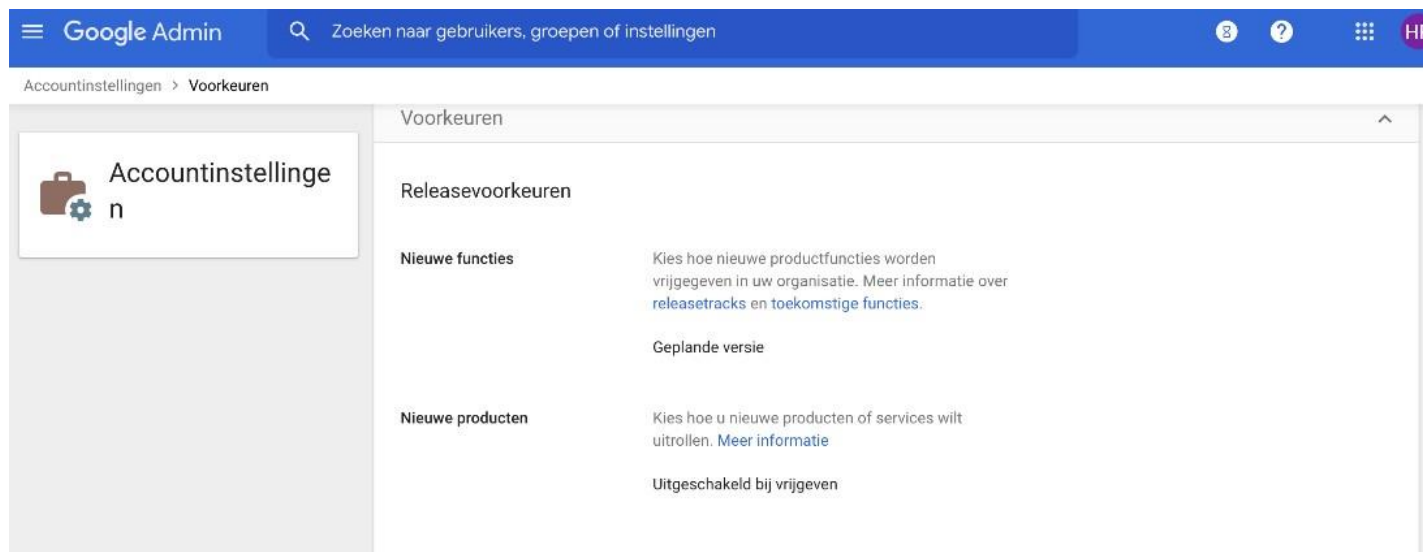 Google Admin
Zoeken naar gebruikers, groepen of instellingen
Accountinstellingen > Voorkeuren
Voorkeuren
Accountinstellinge
n
Releasevoorkeuren
Nieuwe functies
Kies hoe nieuwe productfuncties worden
vrijgegeven in uw organisatie. Meer informatie over
releasetracks en toekomstige functies.
Geplande versie
Nieuwe producten
Kies hoe u nieuwe producten of services wilt
uitrollen. Meer informatie
Uitgeschakeld bij vrijgeven